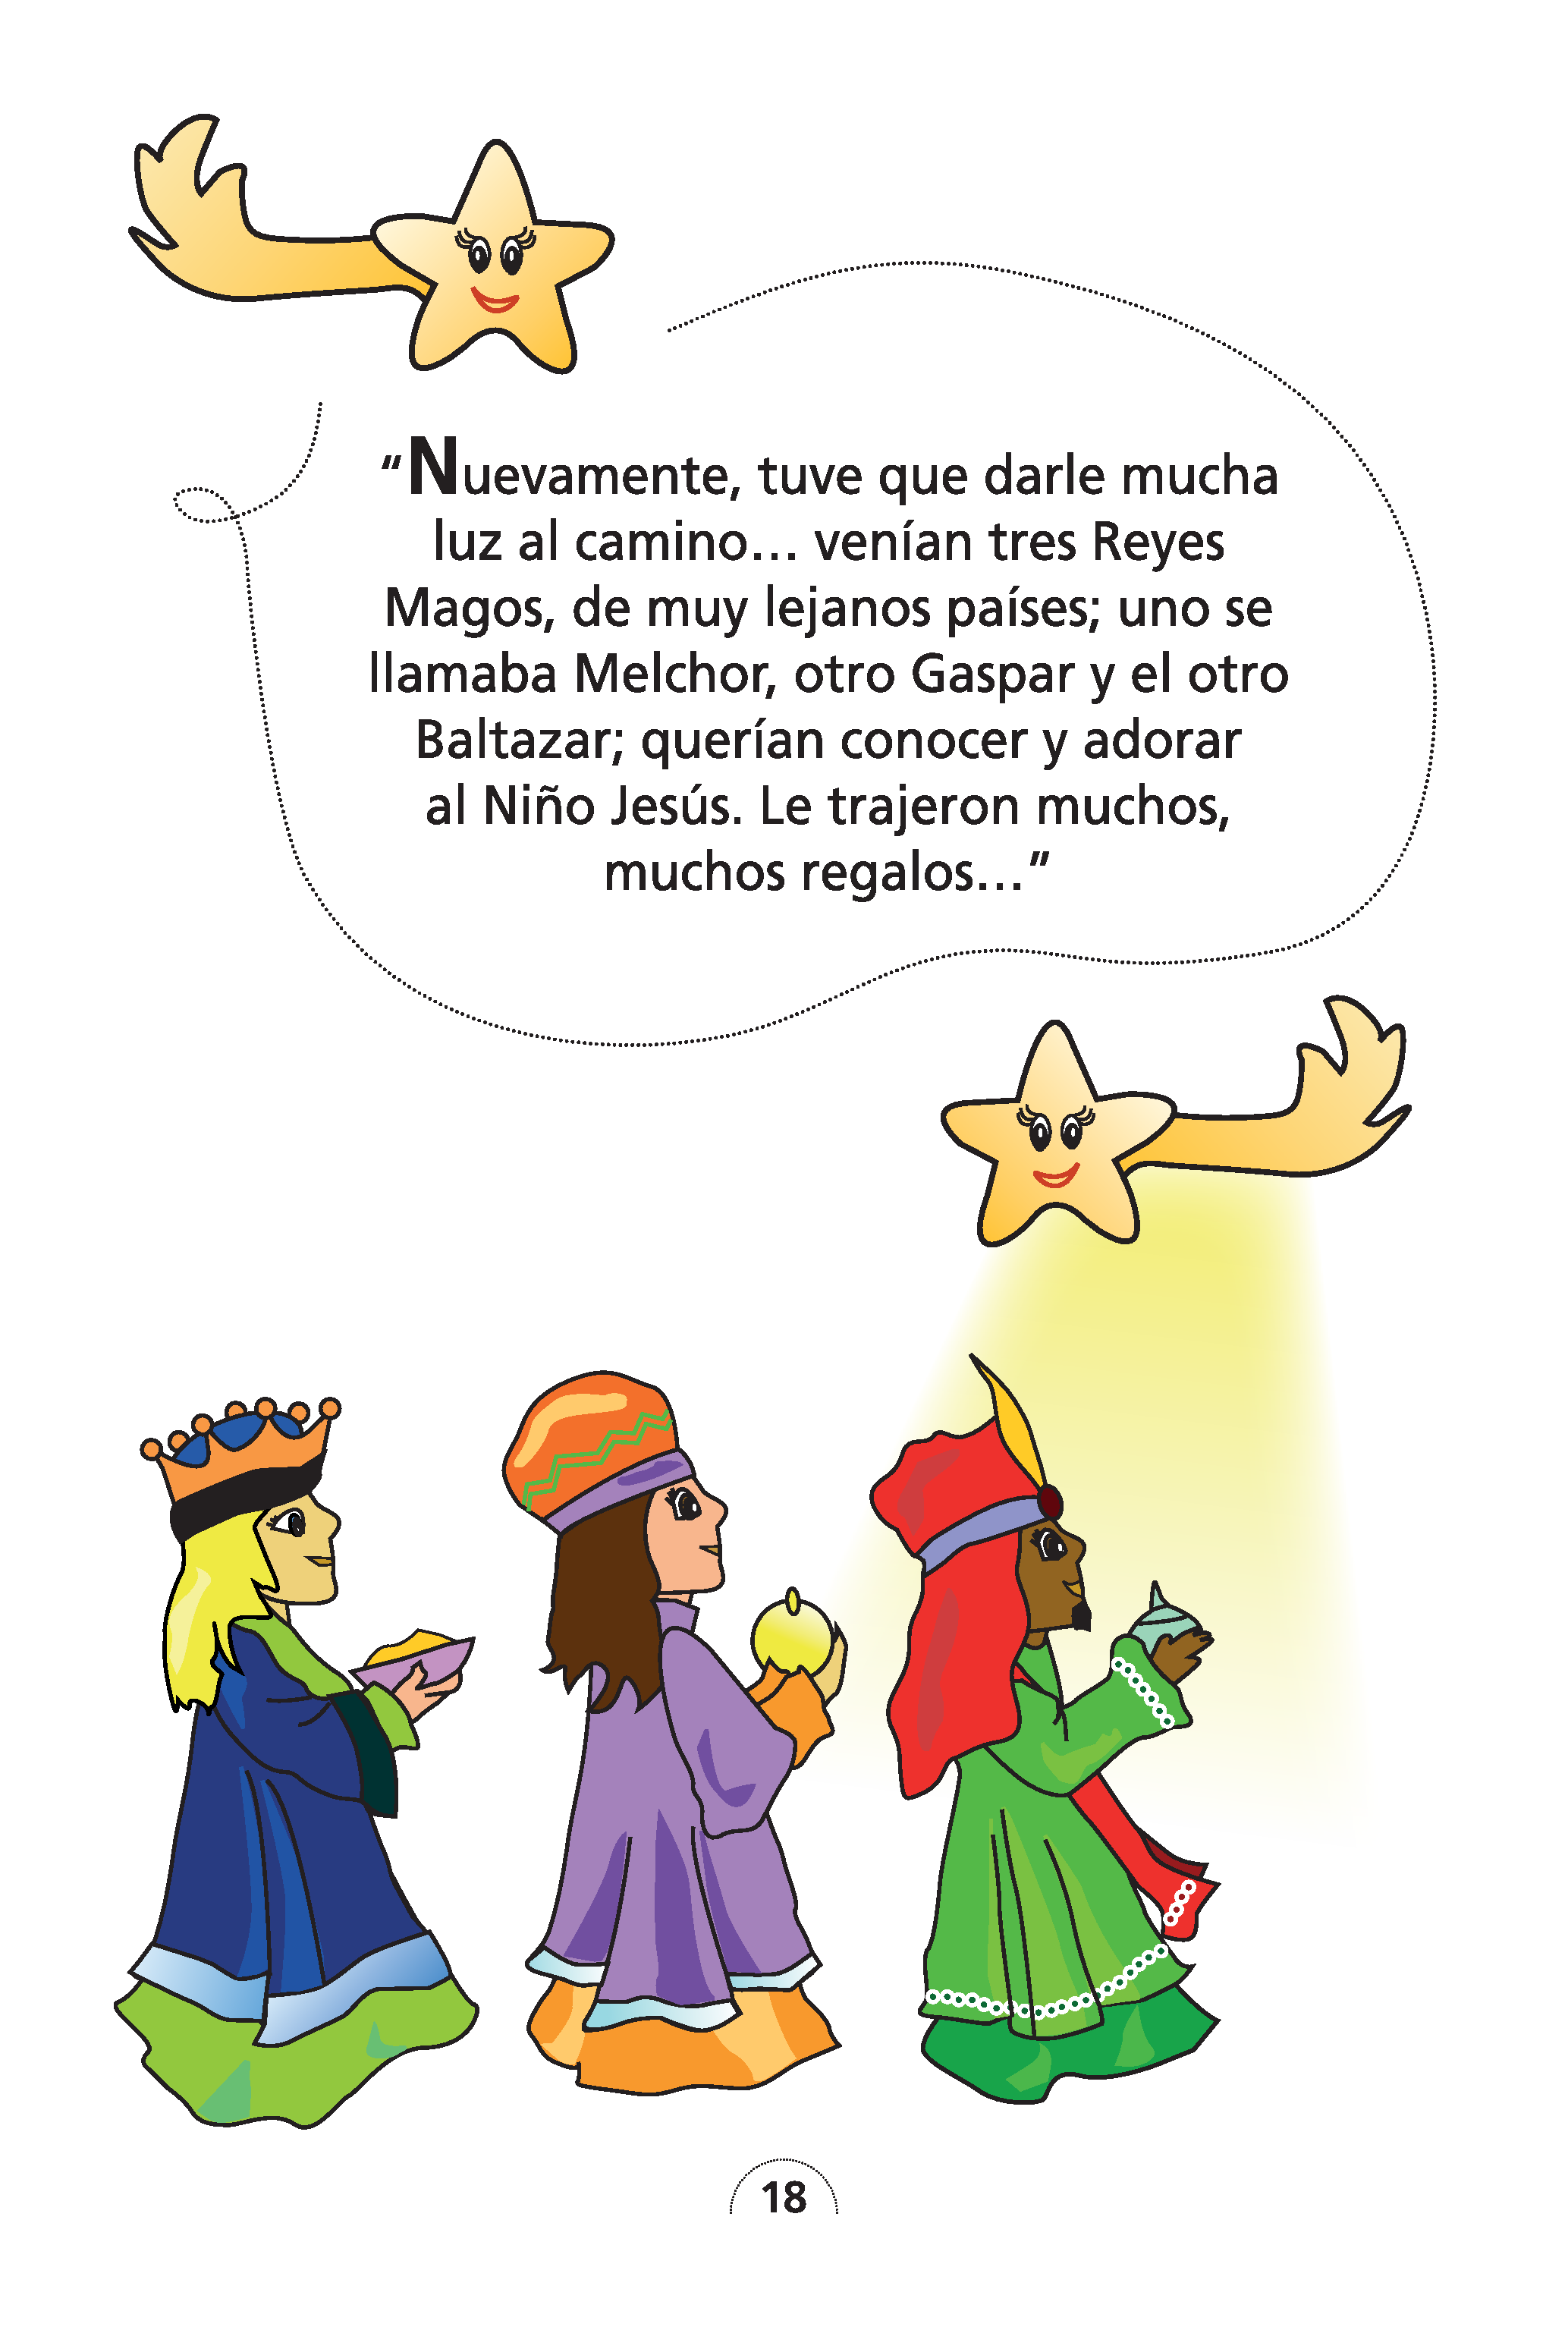 “Nuevamente, tuve que darle mucha
luz al camino… venían tres Reyes
Magos, de muy lejanos países; uno se
llamaba Melchor, otro Gaspar y el otro
Baltazar; querían conocer y adorar
al Niño Jesús. Le trajeron muchos,
muchos regalos…”
18